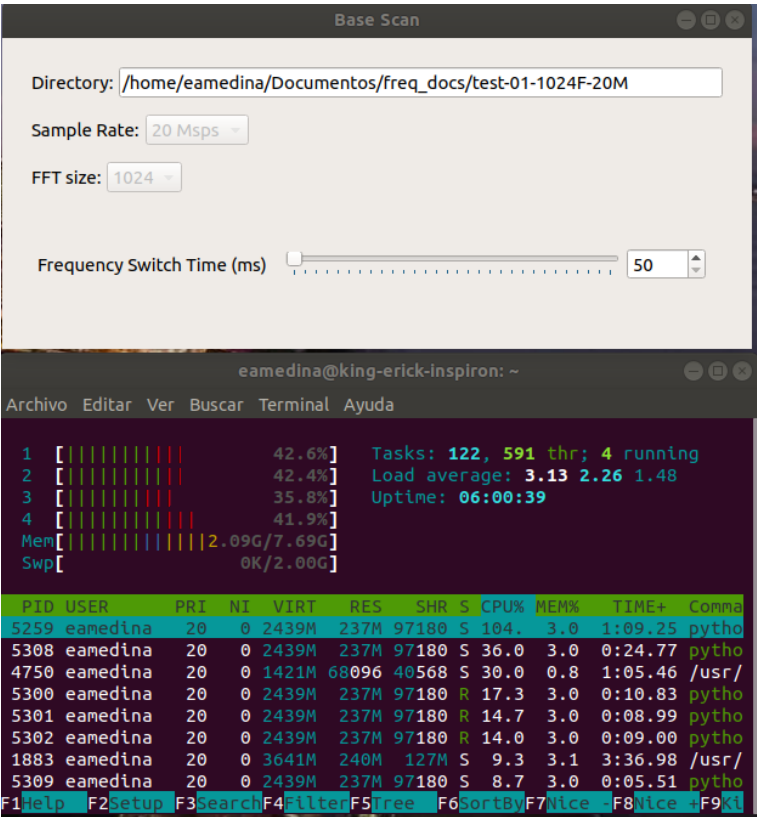 Base Scan
Directory: /home/eamedina/Documentos/freq_docs/test-01-1024F-20M
Sample Rate: 20 Msps
FFT size: 1024
Frequency Switch Time (ms) 50
eamedina@king-erick-inspiron: ~
Archivo Editar Ver Buscar Terminal Ayuda
1 [||||||||||| 42.6%] Tasks: 122, 591 thr; 4 running
2 [||||||||||| 42.4%] Load average: 3.13 2.26 1.48
3 [|||||||||| 35.8%] Uptime: 06:00:39
4 [|||||||||||| 41.9%]
Mem[|||||||||||||2.09G/7.69G]
Swp[ 0K/2.00G]
PID USER PRI NI VIRT RES SHR S CPU% MEM% TIME+ Comma
5259 eamedina 20 0 2439M 237M 97180 S 104. 3.0 1:09.25 pytho
5308 eamedina 20 0 2439M 237M 97180 S 36.0 3.0 0:24.77 pytho
4750 eamedina 20 0 1421M 68096 40568 S 30.0 0.8 1:05.46 /usr/
5300 eamedina 20 0 2439M 237M 97180 R 17.3 3.0 0:10.83 pytho
5301 eamedina 20 0 2439M 237M 97180 R 14.7 3.0 0:08.99 pytho
5302 eamedina 20 0 2439M 237M 97180 R 14.0 3.0 0:09.00 pytho
1883 eamedina 20 0 3641M 240M 127M S 9.3 3.1 3:36.98 /usr/
5309 eamedina 20 0 2439M 237M 97180 S 8.7 3.0 0:05.51 pytho
F1Help F2Setup F3SearchF4FilterF5Tree F6SortByF7Nice -F8Nice +F9Ki